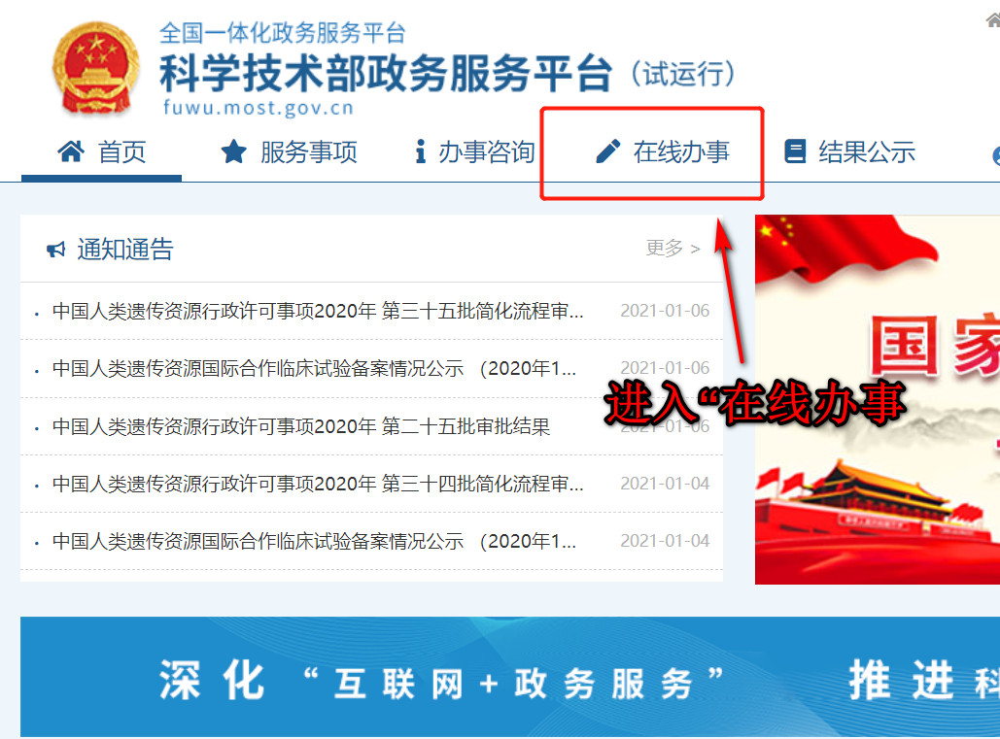 全国一体化政务服务平台
科学技术部政务服务平台（试运行）
fuwu.most.gov.cn
首页 服务事项 办事咨询 在线办事 结果公示
通知通告 更多 >
· 中国人类遗传资源行政许可事项2020年 第三十五批简化流程审... 2021-01-06
· 中国人类遗传资源国际合作临床试验备案情况公示 （2020年1... 2021-01-06
进入“在线办事
· 中国人类遗传资源行政许可事项2020年 第二十五批审批结果 2021-01-06
· 中国人类遗传资源行政许可事项2020年 第三十四批简化流程审... 2021-01-04
· 中国人类遗传资源国际合作临床试验备案情况公示 （2020年1... 2021-01-04
国家
深化“互联网+政务服务” 推进科